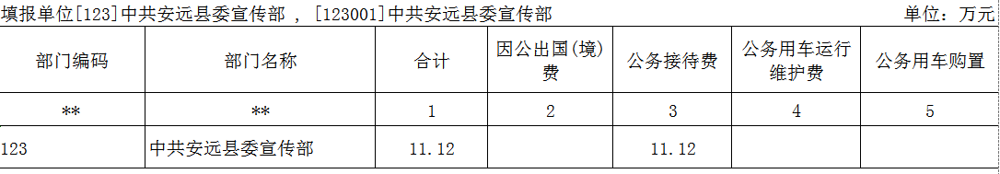 填报单位[123]中共安远县委宣传部 , [123001]中共安远县委宣传部 单位: 万元
部门编码 部门名称 合计 因公出国(境)费 公务接待费 公务用车运行维护费 公务用车购置
** ** 1 2 3 4 5
123 中共安远县委宣传部 11.12 11.12